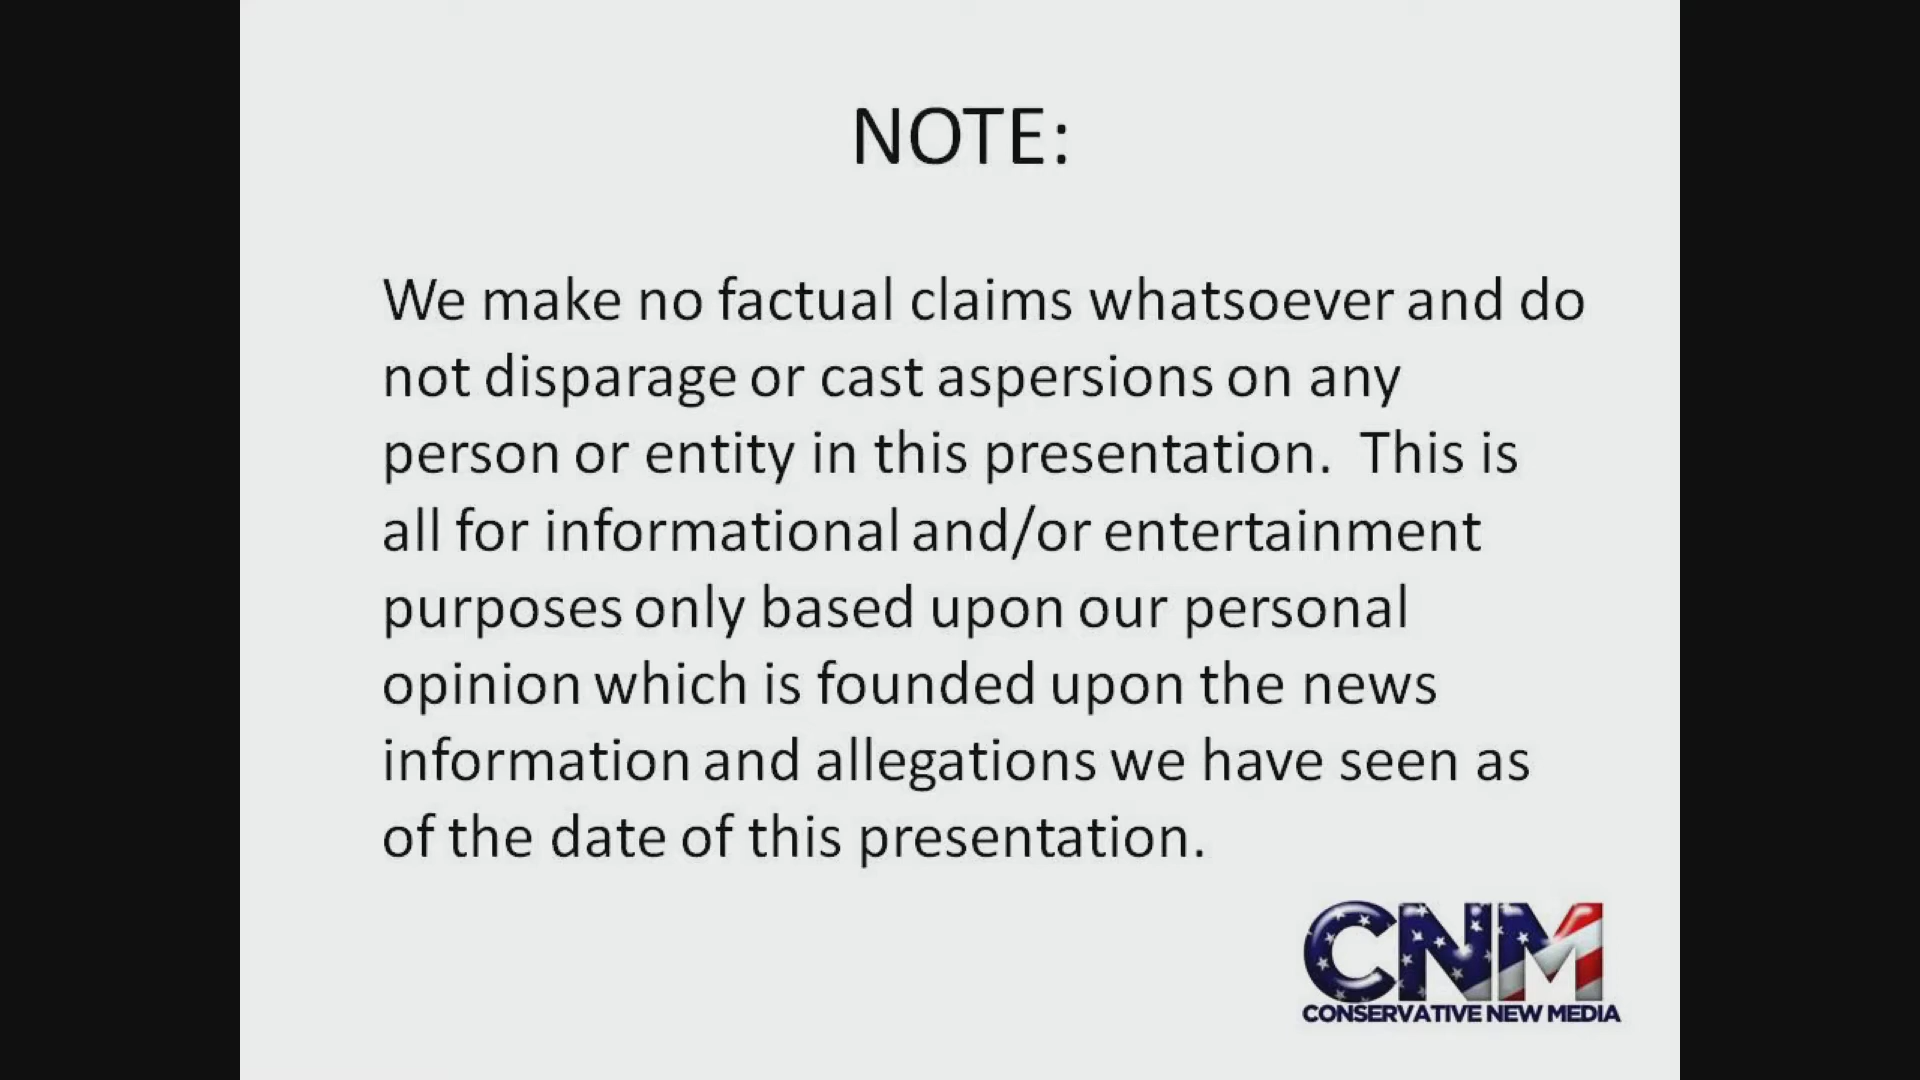 NOTE:
We make no factual claims whatsoever and do
not disparage or cast aspersions on any
person or entity in this presentation.  This is
all for informational and/or entertainment
purposes only based upon our personal
opinion which is founded upon the news
information and allegations we have seen as
of the date of this presentation.
CNM
CONSERVATIVE NEW MEDIA